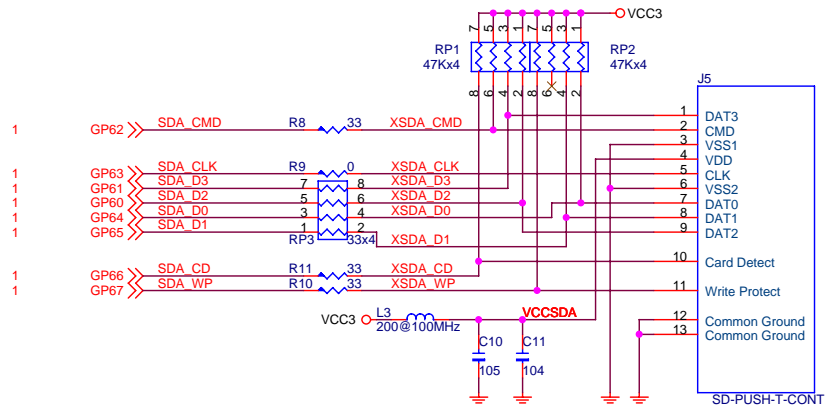 VCC3
7 5 3 1 7 5 3 1
RP1 RP2
47Kx4 47Kx4
8 6 4 2 8 6 4 2
J5
1 DAT3
1 GP62 SDA_CMD R8 33 XSDA_CMD 2 CMD
3 VSS1
4 VDD
1 GP63 SDA_CLK R9 0 XSDA_CLK 5 CLK
1 GP61 SDA_D3 7 8 XSDA_D3 6 VSS2
1 GP60 SDA_D2 5 6 XSDA_D2 7 DAT0
1 GP64 SDA_D0 3 4 XSDA_D0 8 DAT1
1 GP65 SDA_D1 1 2 9 DAT2
RP3 33x4 XSDA_D1
10 Card Detect
1 GP66 SDA_CD R11 33 XSDA_CD
1 GP67 SDA_WP R10 33 XSDA_WP 11 Write Protect
VCC3 L3 VCCSDA 12 Common Ground
200@100MHz 13 Common Ground
C10 C11
105 104
SD-PUSH-T-CONT